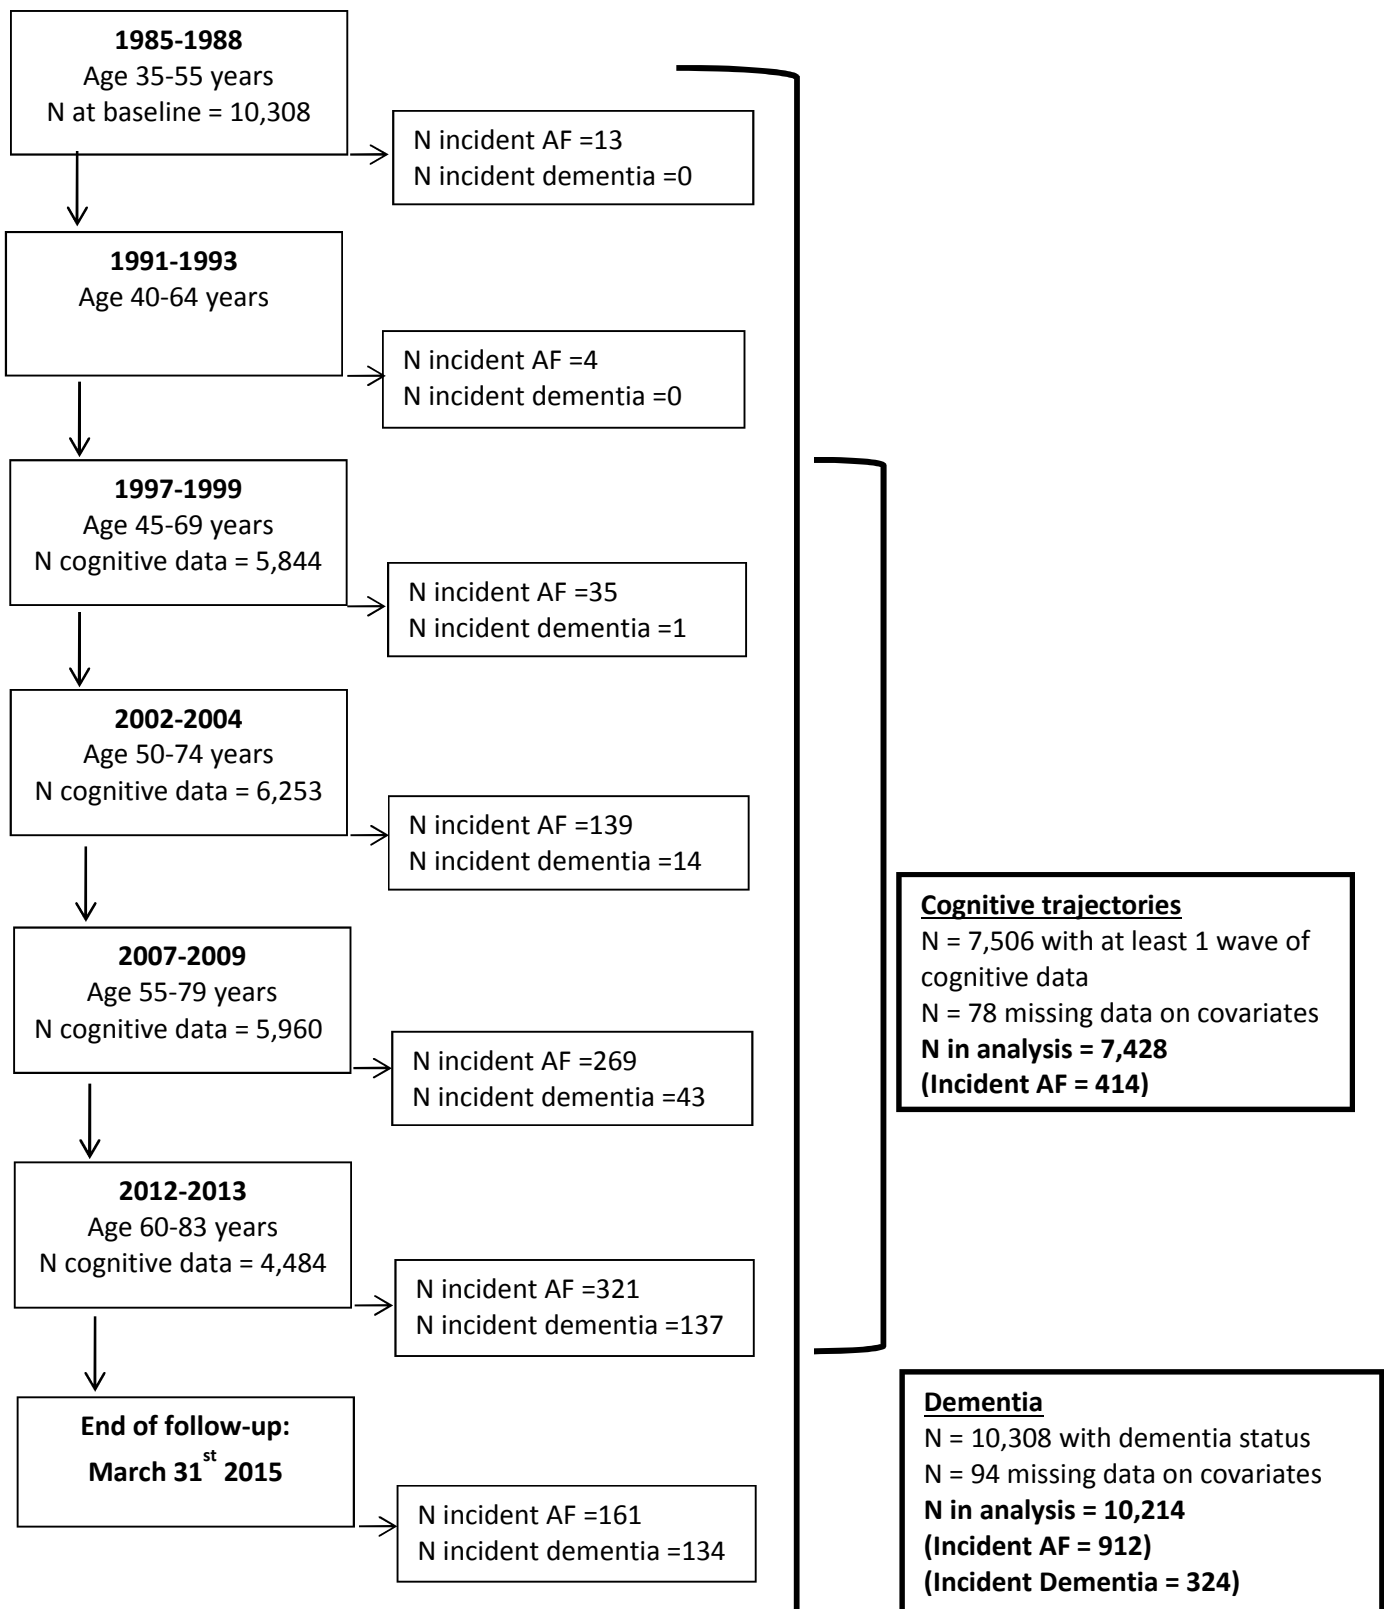 1985-1988
Age 35-55 years
N at baseline = 10,308
N incident AF =13
N incident dementia =0
1991-1993
Age 40-64 years
N incident AF =4
N incident dementia =0
1997-1999
Age 45-69 years
N cognitive data = 5,844
N incident AF =35
N incident dementia =1
2002-2004
Age 50-74 years
N cognitive data = 6,253
N incident AF =139
N incident dementia =14
2007-2009
Age 55-79 years
N cognitive data = 5,960
N incident AF =269
N incident dementia =43
2012-2013
Age 60-83 years
N cognitive data = 4,484
N incident AF =321
N incident dementia =137
End of follow-up:
March 31st 2015
N incident AF =161
N incident dementia =134
Cognitive trajectories
N = 7,506 with at least 1 wave of
cognitive data
N = 78 missing data on covariates
N in analysis = 7,428
(Incident AF = 414)
Dementia
N = 10,308 with dementia status
N = 94 missing data on covariates
N in analysis = 10,214
(Incident AF = 912)
(Incident Dementia = 324)